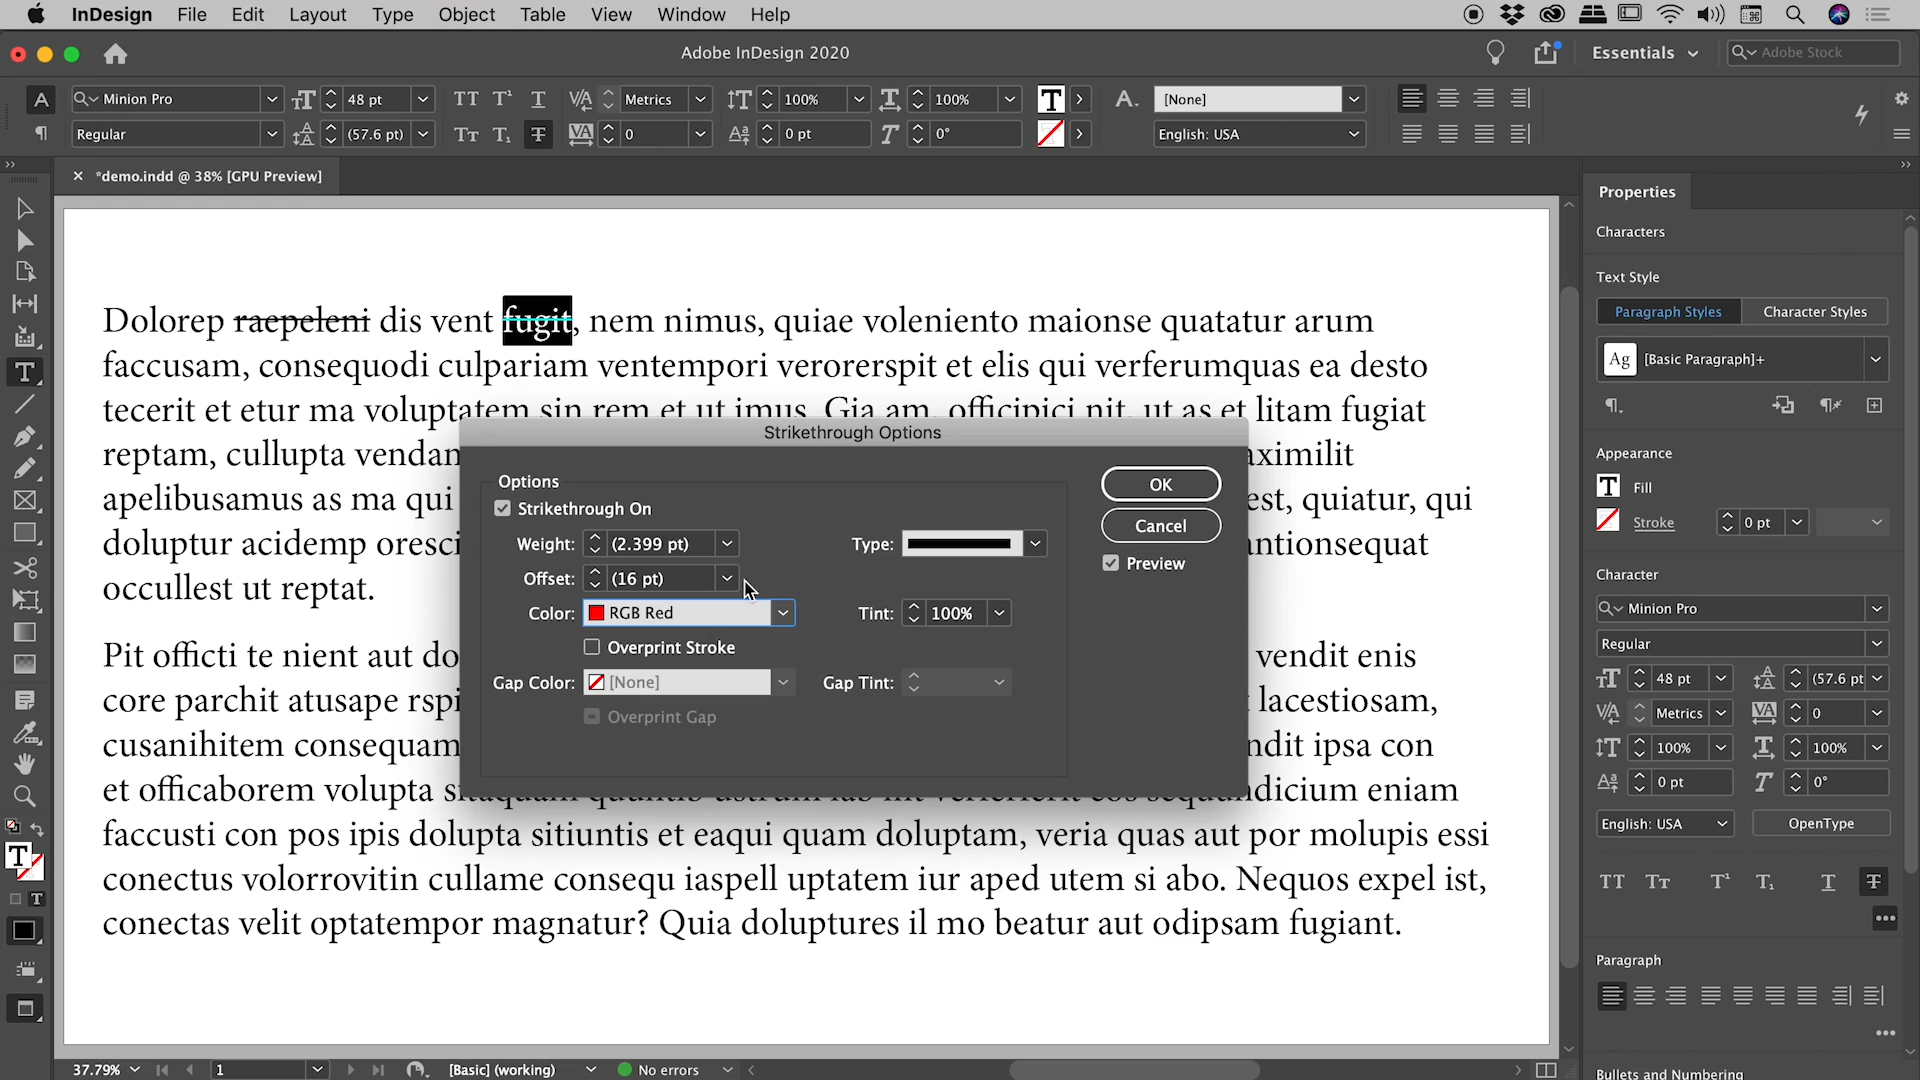 InDesign File Edit Layout Type Object Table View Window Help
Adobe InDesign 2020
Essentials
Adobe Stock
Minion Pro 48 pt Metrics 100% 100% [None]
Regular (57.6 pt) 0 0 pt 0° English: USA
*demo.indd @ 38% [GPU Preview]
Dolorep raepeleni dis vent fugit, nem nimus, quiae voleniento maionse quatatur arum
faccusam, consequodi culpariam ventempori verorerspit et elis qui verferumquas ea desto
tecerit et etur ma voluptatem sin rem et ut imus. Gia am, officipici nit, ut as et litam fugiat
reptam, cullupta vendan aximilit
apelibusamus as ma qui est, quiatur, qui
doluptur acidemp oresci antionsequat
occullest ut reptat.
Pit officti te nient aut do vendit enis
core parchit atusape rspi lacestiosam,
cusanihitem consequam ndit ipsa con
et officaborem volupta eniam
faccusti con pos ipis dolupta sitiuntis et eaqui quam doluptam, veria quas aut por molupis essi
conectus volorrovitin cullame consequ iaspell uptatem iur aped utem si abo. Nequos expel ist,
conectas velit optatempor magnatur? Quia doluptures il mo beatur aut odipsam fugiant.
Strikethrough Options
Options
Strikethrough On
Weight: (2.399 pt) Type:
Offset: (16 pt)
Color: RGB Red Tint: 100%
Overprint Stroke
Gap Color: [None] Gap Tint:
Overprint Gap
OK
Cancel
Preview
Properties
Characters
Text Style
Paragraph Styles Character Styles
Ag [Basic Paragraph]+
Appearance
Fill
Stroke 0 pt
Character
Minion Pro
Regular
48 pt (57.6 pt
Metrics 0
100% 100%
0 pt 0°
English: USA OpenType
Paragraph
Bullets and Numbering
37.79% 1 [Basic] (working) No errors